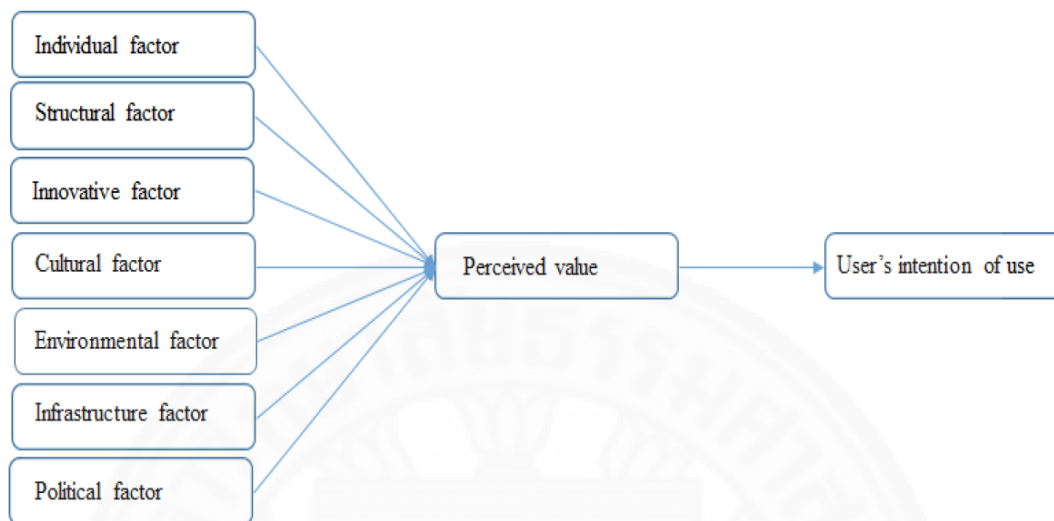 Individual factor
Structural factor
Innovative factor
Cultural factor
Environmental factor
Infrastructure factor
Political factor
Perceived value
User's intention of use